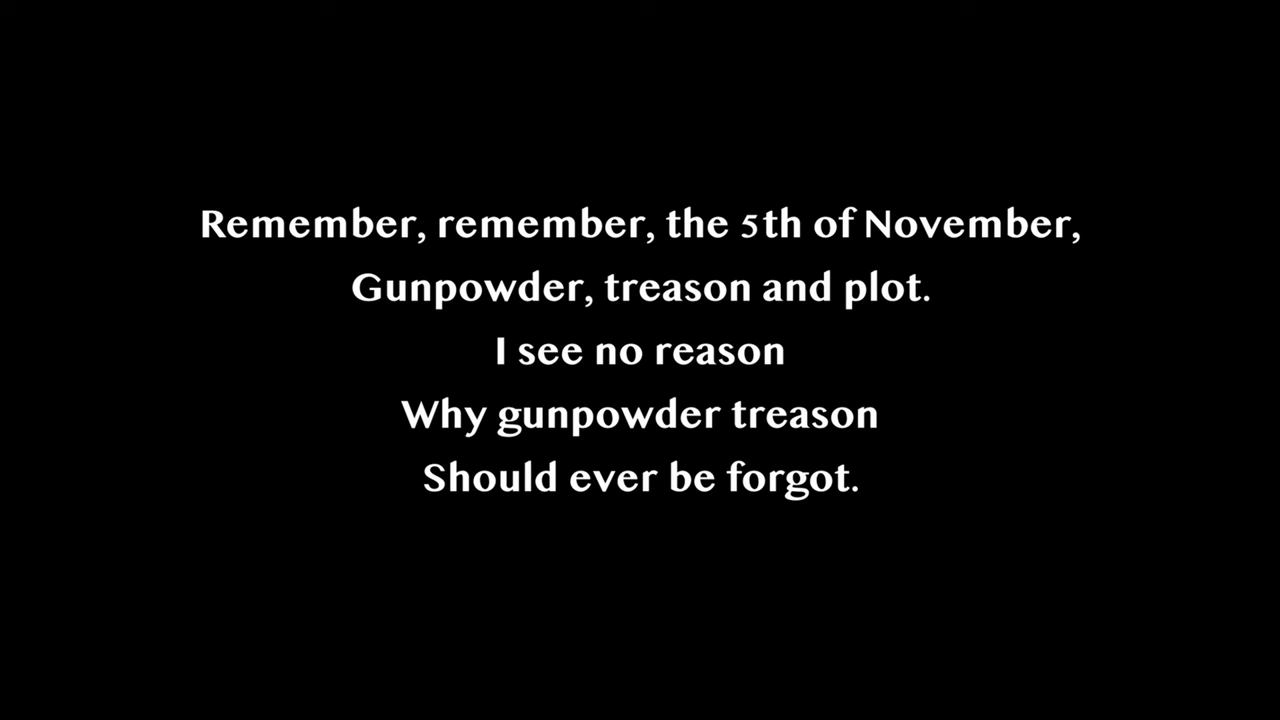 Remember, remember, the 5th of November,
Gunpowder, treason and plot.
I see no reason
Why gunpowder treason
Should ever be forgot.